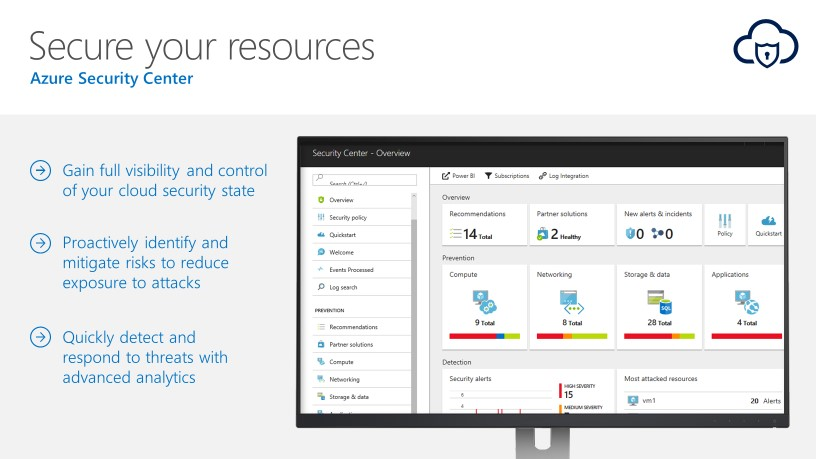 Secure your resources
Azure Security Center
Gain full visibility and control
of your cloud security state
Proactively identify and
mitigate risks to reduce
exposure to attacks
Quickly detect and
respond to threats with
advanced analytics
Security Center - Overview
Search (Ctrl+/)
Overview
Security policy
Quickstart
Welcome
Events Processed
Log search
PREVENTION
Recommendations
Partner solutions
Compute
Networking
Storage & data
Power BI Subscriptions Log Integration
Overview
Recommendations
14 Total
Partner solutions
2 Healthy
New alerts & incidents
0 0
Policy
Quickstart
Prevention
Compute
9 Total
Networking
8 Total
Storage & data
SQL
28 Total
Applications
4 Total
Detection
Security alerts
HIGH SEVERITY
15
MEDIUM SEVERITY
Most attacked resources
vm1 20 Alerts